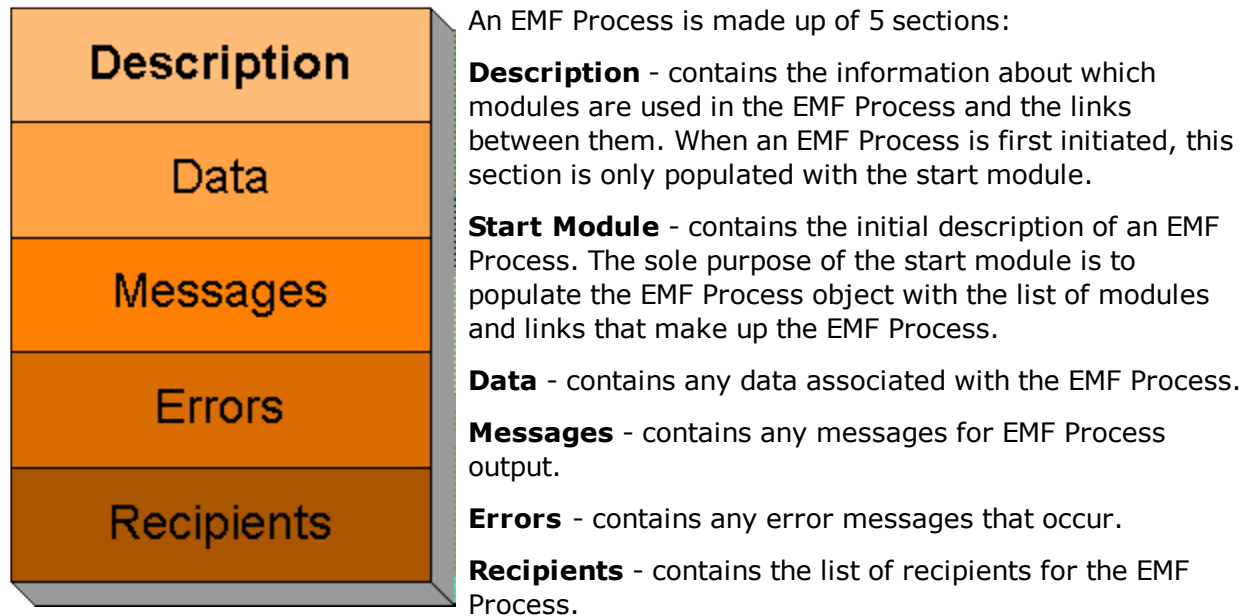 Description
Data
Messages
Errors
Recipients
An EMF Process is made up of 5 sections:
Description - contains the information about which
modules are used in the EMF Process and the links
between them. When an EMF Process is first initiated, this
section is only populated with the start module.
Start Module - contains the initial description of an EMF
Process. The sole purpose of the start module is to
populate the EMF Process object with the list of modules
and links that make up the EMF Process.
Data - contains any data associated with the EMF Process.
Messages - contains any messages for EMF Process
output.
Errors - contains any error messages that occur.
Recipients - contains the list of recipients for the EMF
Process.